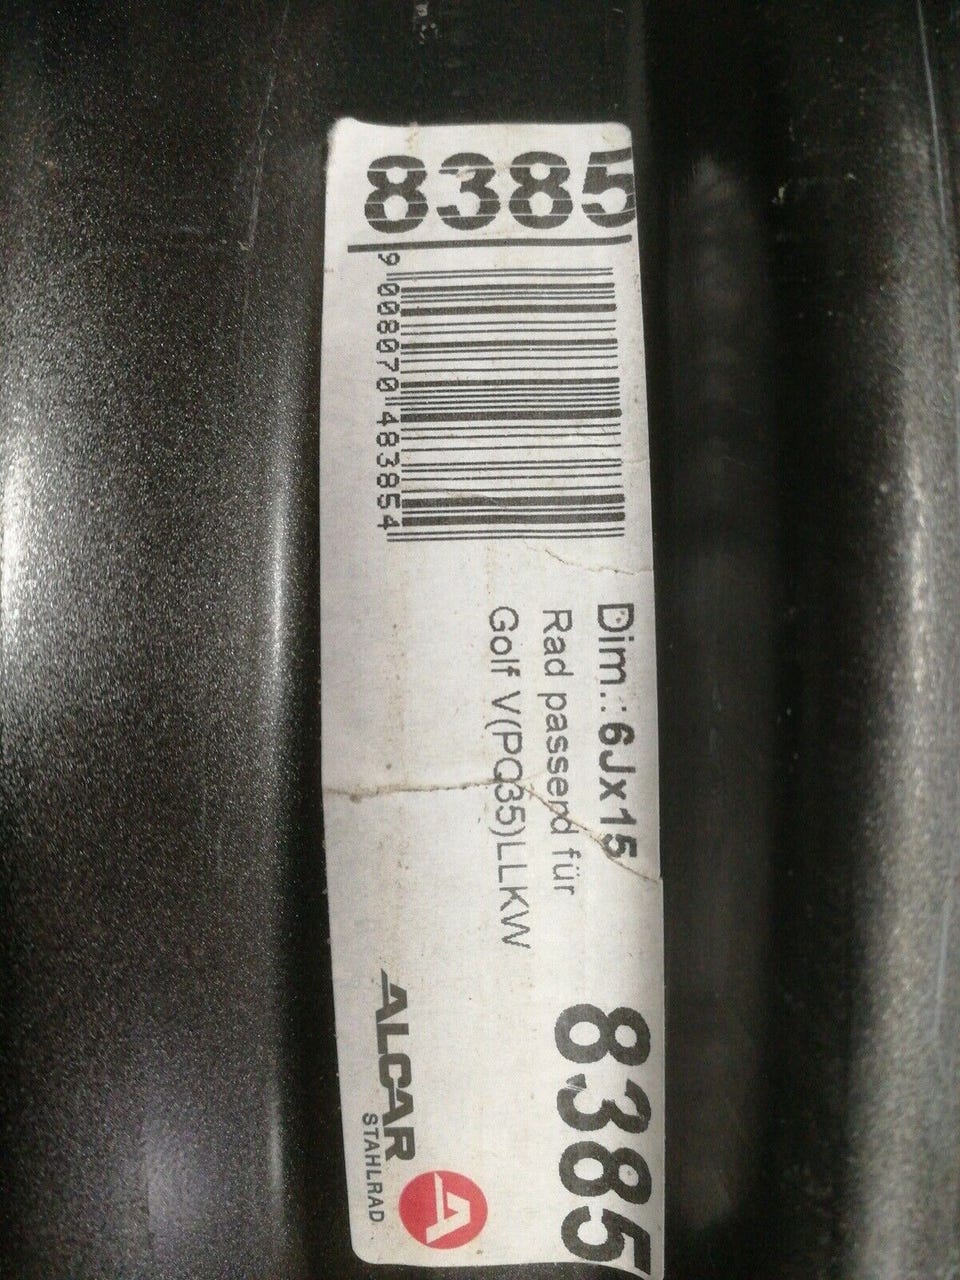 8385
9 008070 483854
Dim.: 6Jx15
Rad passend für
Golf V(PQ35)LLKW
8385
ALCAR
STAHLRAD
A